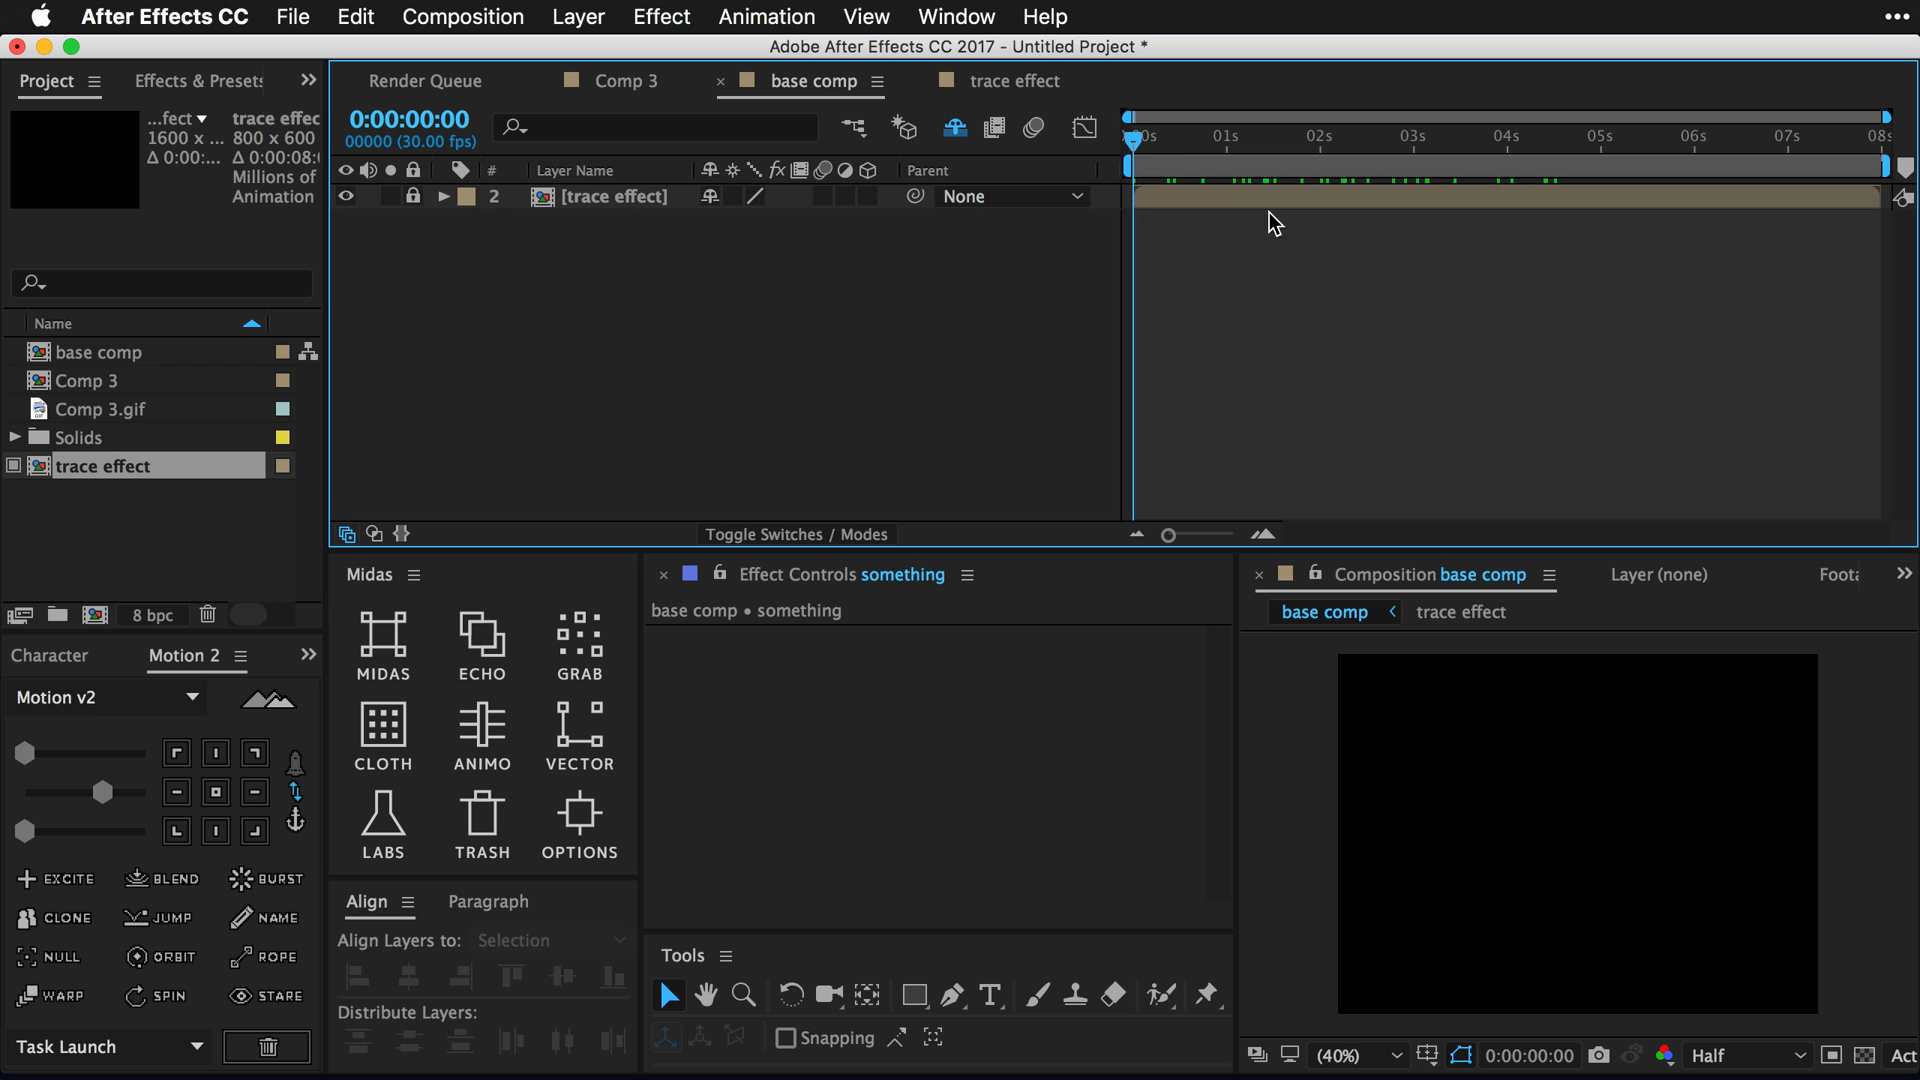 After Effects CC File Edit Composition Layer Effect Animation View Window Help
Adobe After Effects CC 2017 - Untitled Project *
Project Effects & Presets
Render Queue Comp 3 base comp trace effect
...fect trace effec
1600 x ... 800 x 600
Δ 0:00:... Δ 0:00:08:
Millions of
Animation
0:00:00:00
00000 (30.00 fps)
:00s 01s 02s 03s 04s 05s 06s 07s 08s
# Layer Name fx Parent
2 [trace effect] None
Name
base comp
Comp 3
Comp 3.gif
Solids
trace effect
Toggle Switches / Modes
8 bpc
Character Motion 2
Motion v2
EXCITE BLEND BURST
CLONE JUMP NAME
NULL ORBIT ROPE
WARP SPIN STARE
Task Launch
Midas
MIDAS ECHO GRAB
CLOTH ANIMO VECTOR
LABS TRASH OPTIONS
Align Paragraph
Align Layers to: Selection
Distribute Layers:
Effect Controls something
base comp • something
Tools
Snapping
Composition base comp Layer (none) Foota
base comp trace effect
(40%) 0:00:00:00 Half Act